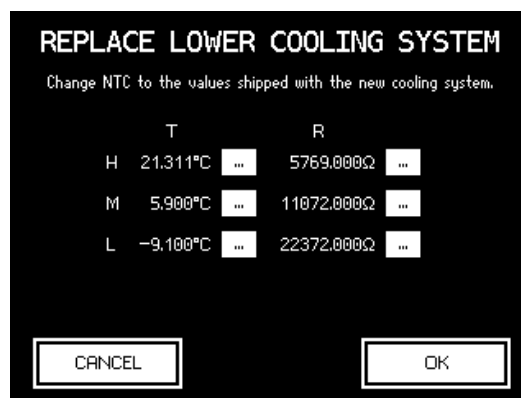 REPLACE LOWER COOLING SYSTEM
Change NTC to the values shipped with the new cooling system.
T R
H 21.311°C ... 5769.000Ω ...
M 5.900°C ... 11072.000Ω ...
L −9.100°C ... 22372.000Ω ...
CANCEL OK